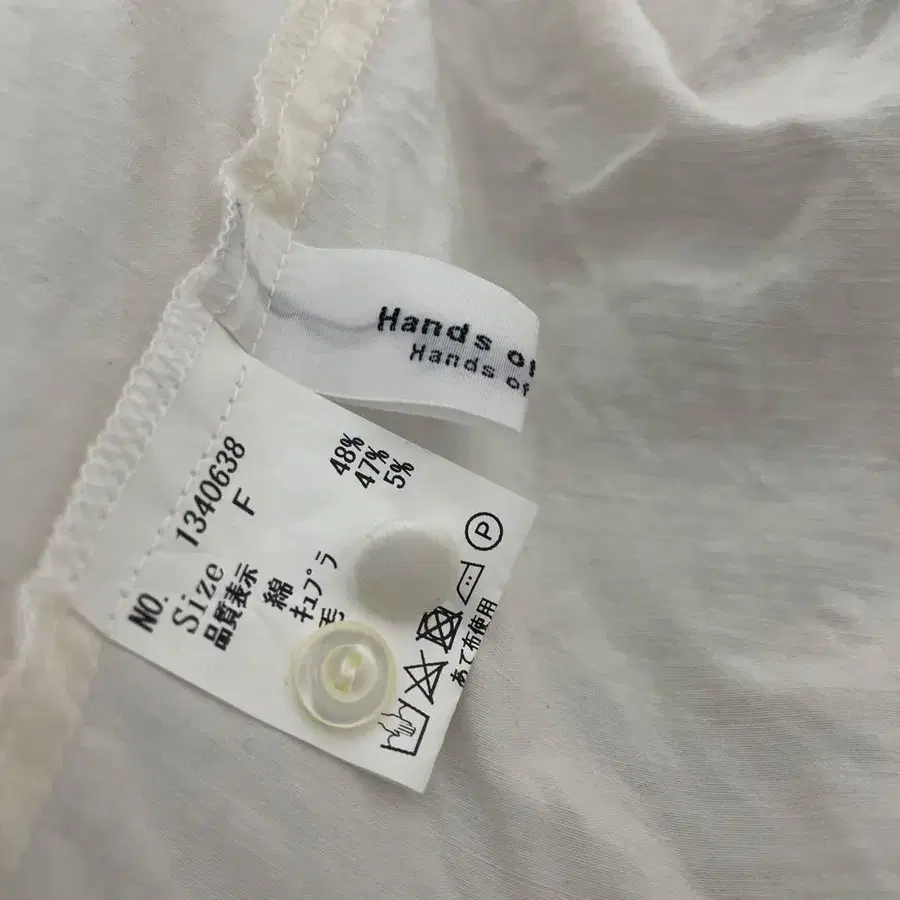 Hands of
Hands of
NO. 1340638
Size F
品質表示
綿 48%
キュプラ 47%
毛 5%
P
あて布使用